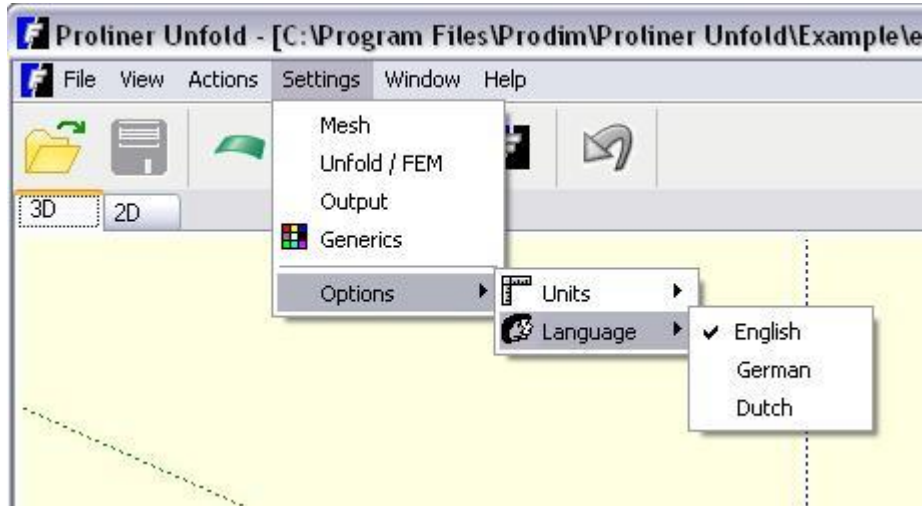 Proliner Unfold - [C:\Program Files\Prodim\Proliner Unfold\Example\e
File View Actions Settings Window Help
Mesh
Unfold / FEM
Output
Generics
Options
3D 2D
Units
Language
English
German
Dutch